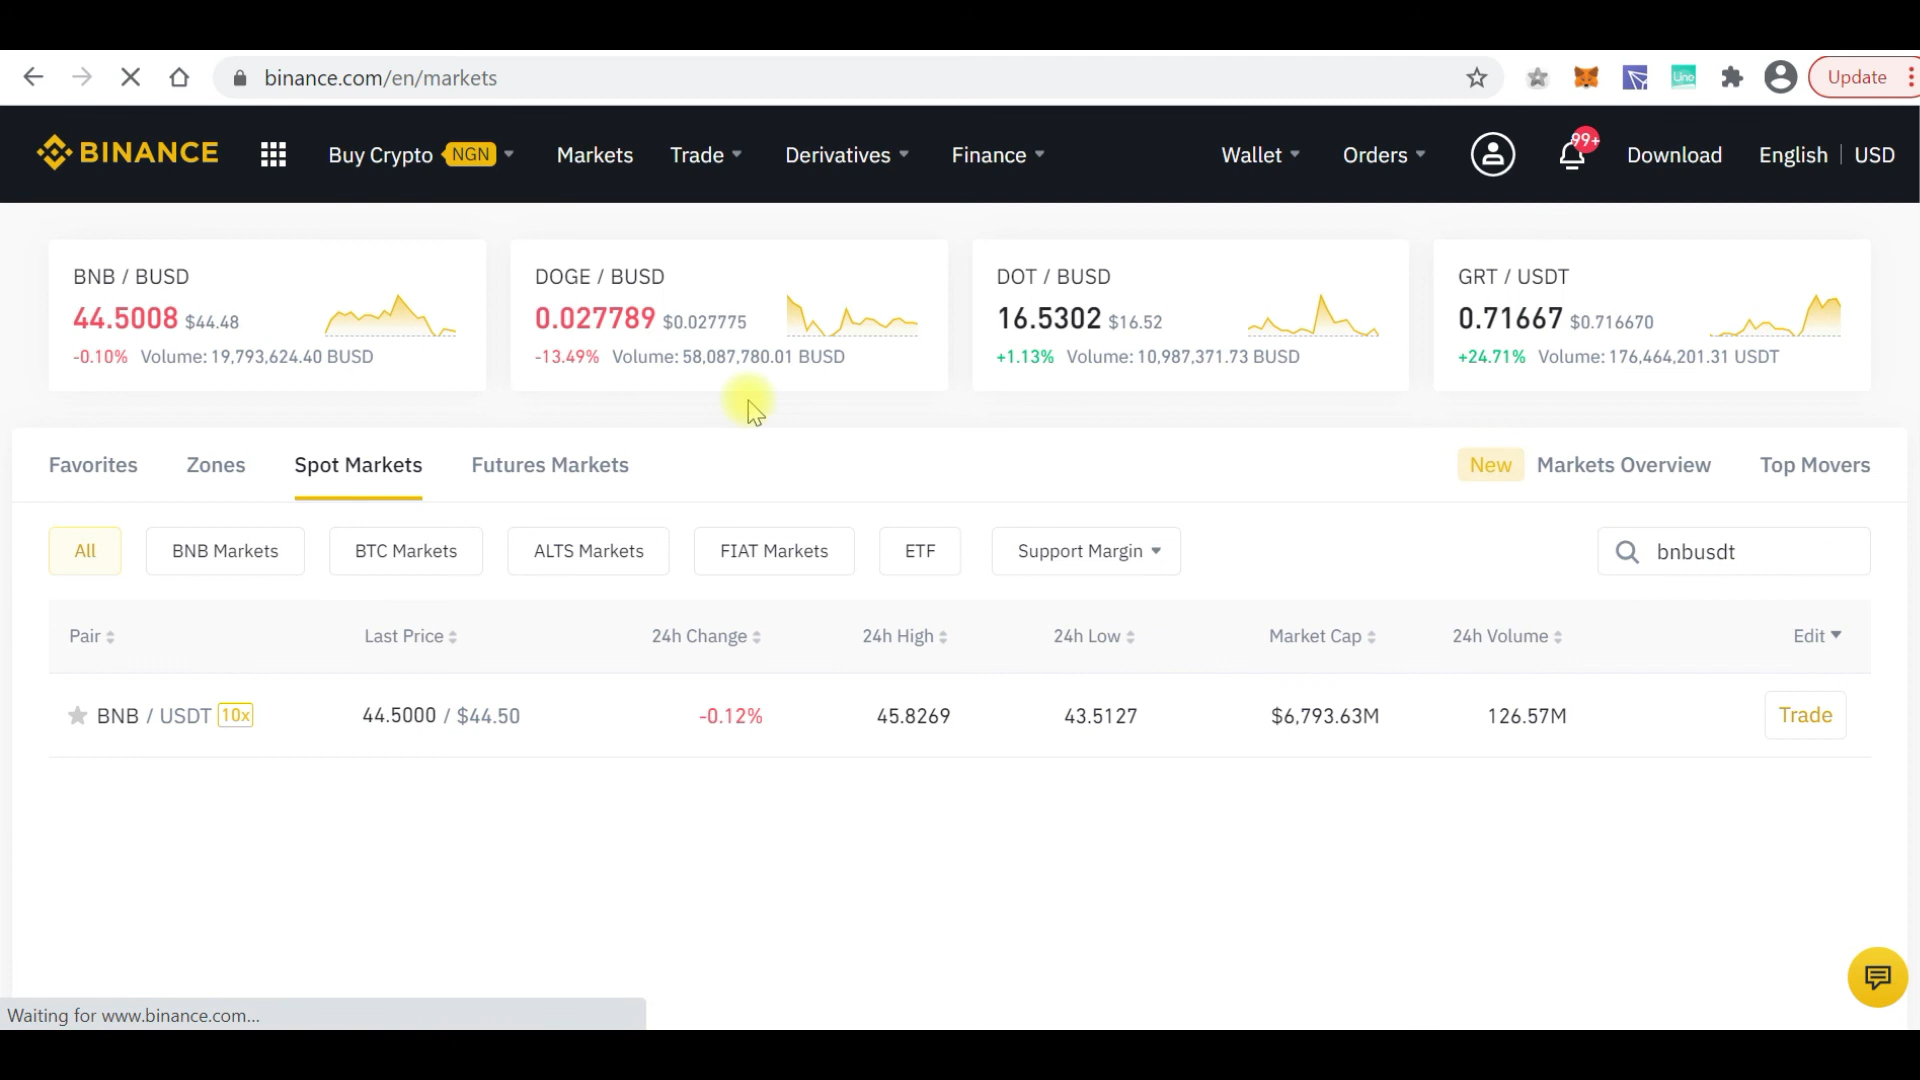 binance.com/en/markets
Uno
Update
BINANCE
Buy Crypto NGN
Markets
Trade
Derivatives
Finance
Wallet
Orders
99+
Download
English | USD
BNB / BUSD
44.5008 $44.48
-0.10% Volume: 19,793,624.40 BUSD
DOGE / BUSD
0.027789 $0.027775
-13.49% Volume: 58,087,780.01 BUSD
DOT / BUSD
16.5302 $16.52
+1.13% Volume: 10,987,371.73 BUSD
GRT / USDT
0.71667 $0.716670
+24.71% Volume: 176,464,201.31 USDT
Favorites Zones Spot Markets Futures Markets New Markets Overview Top Movers
All BNB Markets BTC Markets ALTS Markets FIAT Markets ETF Support Margin bnbusdt
Pair Last Price 24h Change 24h High 24h Low Market Cap 24h Volume Edit
BNB / USDT 10x 44.5000 / $44.50 -0.12% 45.8269 43.5127 $6,793.63M 126.57M Trade
Waiting for www.binance.com...